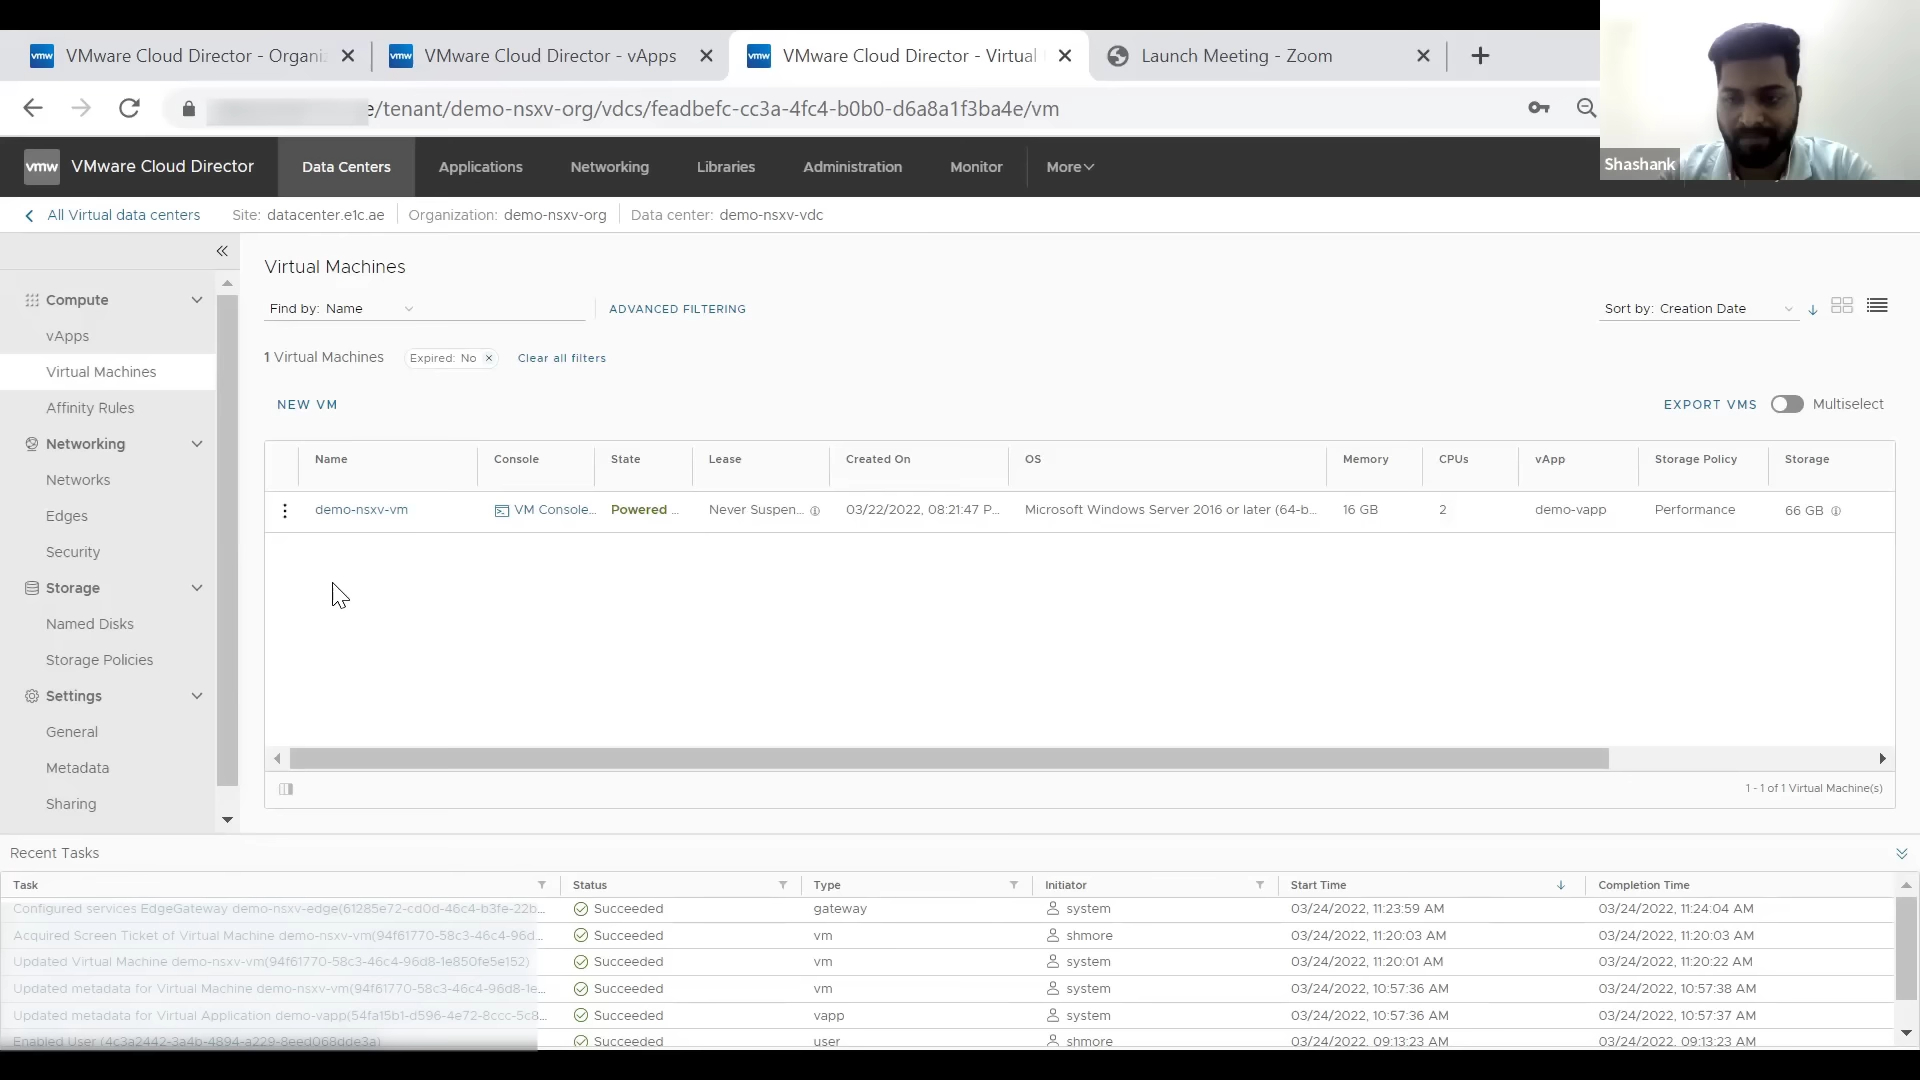 vmw VMware Cloud Director - Organi
vmw VMware Cloud Director - vApps
vmw VMware Cloud Director - Virtual
Launch Meeting - Zoom
e/tenant/demo-nsxv-org/vdcs/feadbefc-cc3a-4fc4-b0b0-d6a8a1f3ba4e/vm
Shashank
vmw VMware Cloud Director Data Centers Applications Networking Libraries Administration Monitor More
All Virtual data centers Site: datacenter.e1c.ae Organization: demo-nsxv-org Data center: demo-nsxv-vdc
Compute
vApps
Virtual Machines
Affinity Rules
Networking
Networks
Edges
Security
Storage
Named Disks
Storage Policies
Settings
General
Metadata
Sharing
Virtual Machines
Find by: Name ADVANCED FILTERING Sort by: Creation Date
1 Virtual Machines Expired: No Clear all filters
NEW VM EXPORT VMS Multiselect
Name Console State Lease Created On OS Memory CPUs vApp Storage Policy Storage
demo-nsxv-vm VM Console... Powered ... Never Suspen... 03/22/2022, 08:21:47 P... Microsoft Windows Server 2016 or later (64-b... 16 GB 2 demo-vapp Performance 66 GB
1 - 1 of 1 Virtual Machine(s)
Recent Tasks
Task Status Type Initiator Start Time Completion Time
Configured services EdgeGateway demo-nsxv-edge(61285e72-cd0d-46c4-b3fe-22b... Succeeded gateway system 03/24/2022, 11:23:59 AM 03/24/2022, 11:24:04 AM
Acquired Screen Ticket of Virtual Machine demo-nsxv-vm(94f61770-58c3-46c4-96d... Succeeded vm shmore 03/24/2022, 11:20:03 AM 03/24/2022, 11:20:03 AM
Updated Virtual Machine demo-nsxv-vm(94f61770-58c3-46c4-96d8-1e850fe5e152) Succeeded vm system 03/24/2022, 11:20:01 AM 03/24/2022, 11:20:22 AM
Updated metadata for Virtual Machine demo-nsxv-vm(94f61770-58c3-46c4-96d8-1e... Succeeded vm system 03/24/2022, 10:57:36 AM 03/24/2022, 10:57:38 AM
Updated metadata for Virtual Application demo-vapp(54fa15b1-d596-4e72-8ccc-5c8... Succeeded vapp system 03/24/2022, 10:57:36 AM 03/24/2022, 10:57:37 AM
Enabled User (4c3a2442-3a4b-4894-a229-8eed068dde3a) Succeeded user shmore 03/24/2022, 09:13:23 AM 03/24/2022, 09:13:23 AM